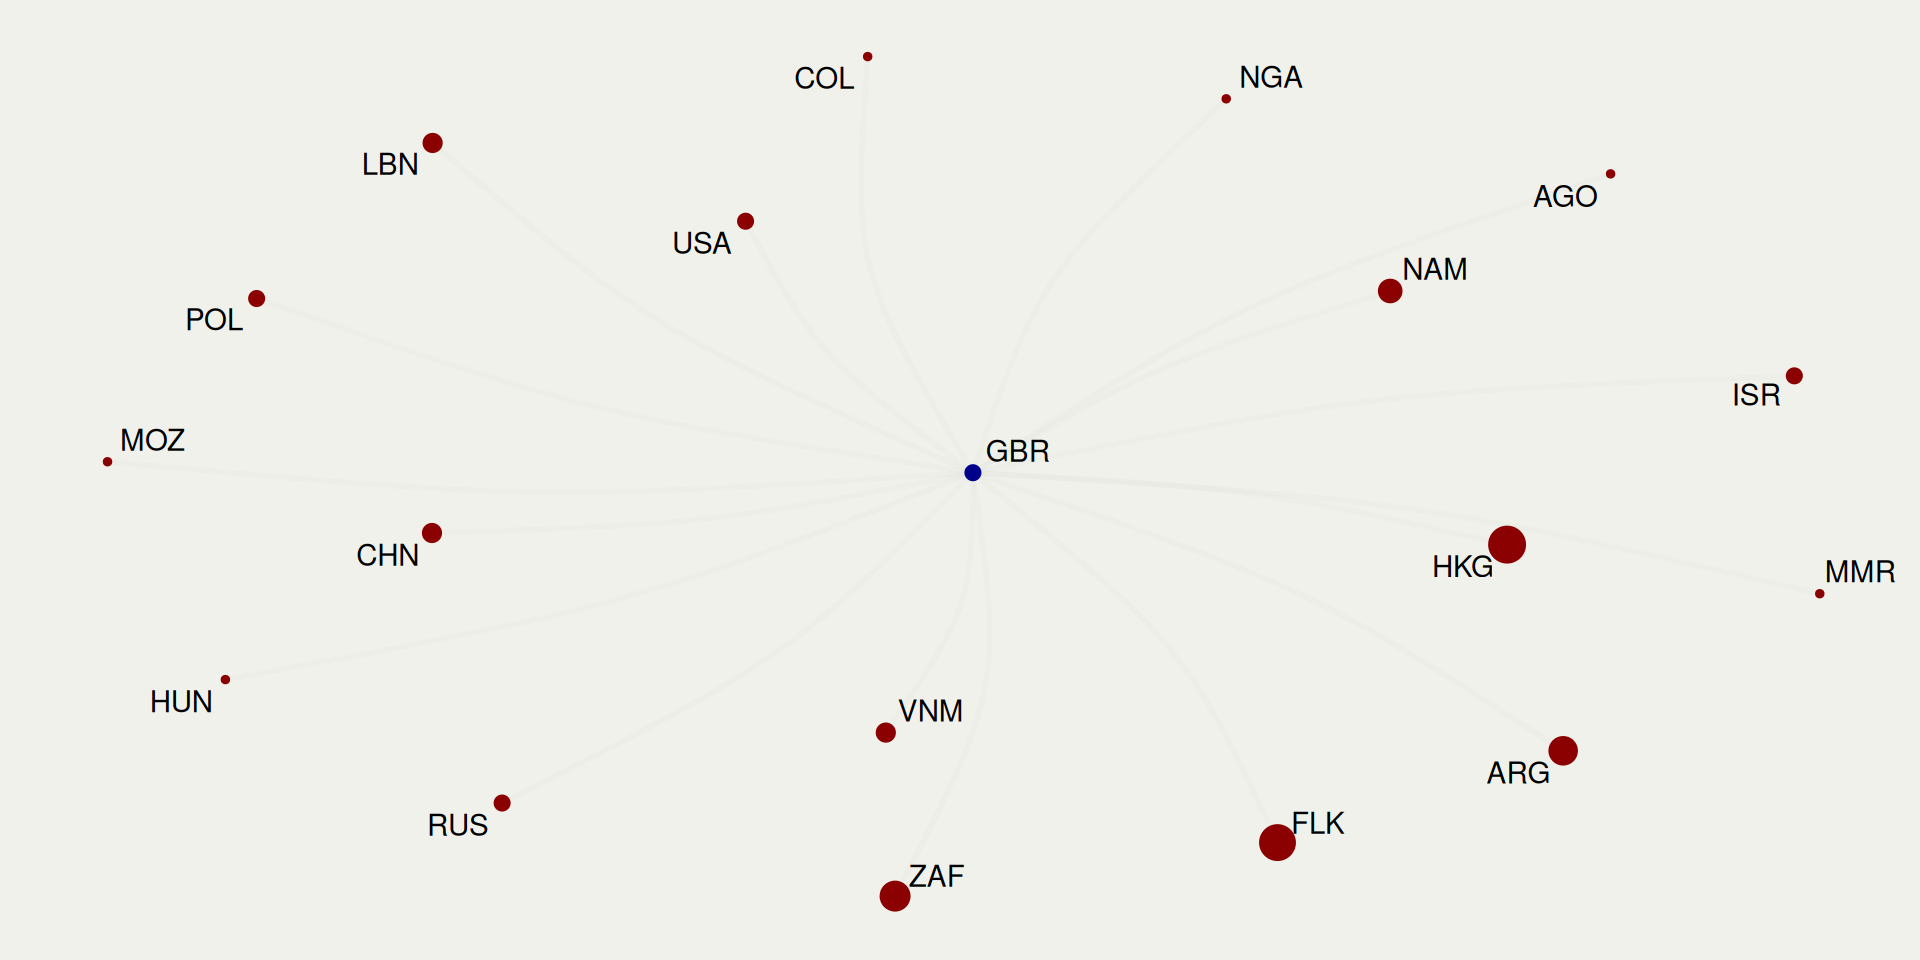 COL
NGA
LBN
AGO
USA
NAM
POL
ISR
MOZ
GBR
CHN
HKG
MMR
HUN
VNM
ARG
RUS
FLK
ZAF